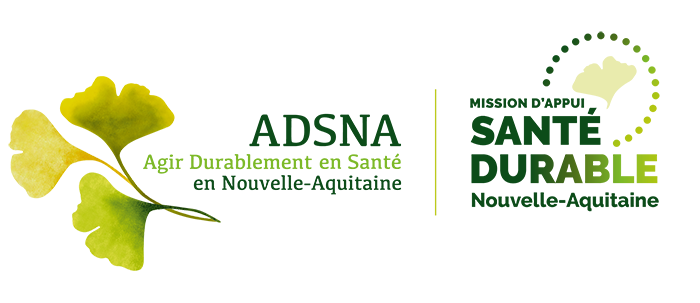 ADSNA
Agir Durablement en Santé
en Nouvelle-Aquitaine
MISSION D'APPUI
SANTÉ
DURABLE
Nouvelle-Aquitaine